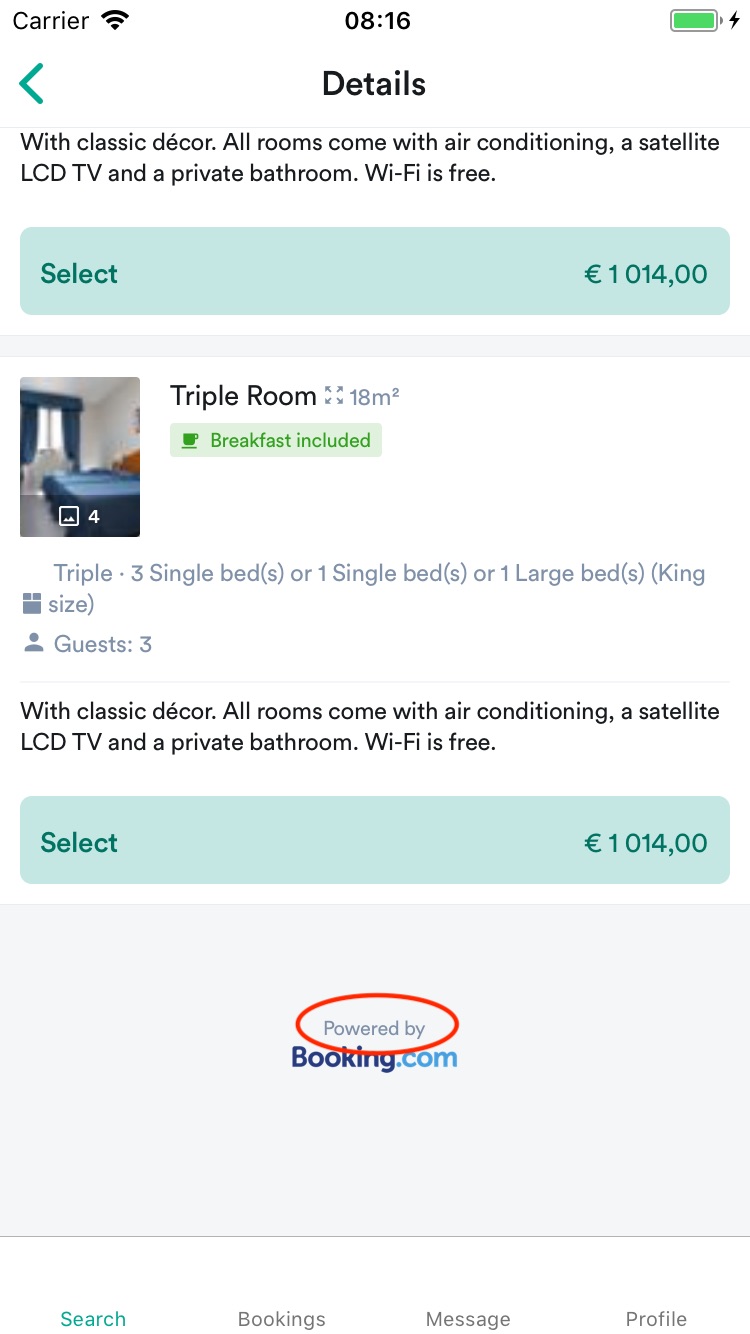 Carrier 08:16
Details
With classic décor. All rooms come with air conditioning, a satellite
LCD TV and a private bathroom. Wi-Fi is free.
Select € 1 014,00
Triple Room 18m²
Breakfast included
4
Triple · 3 Single bed(s) or 1 Single bed(s) or 1 Large bed(s) (King
size)
Guests: 3
With classic décor. All rooms come with air conditioning, a satellite
LCD TV and a private bathroom. Wi-Fi is free.
Select € 1 014,00
Powered by
Booking.com
Search Bookings Message Profile